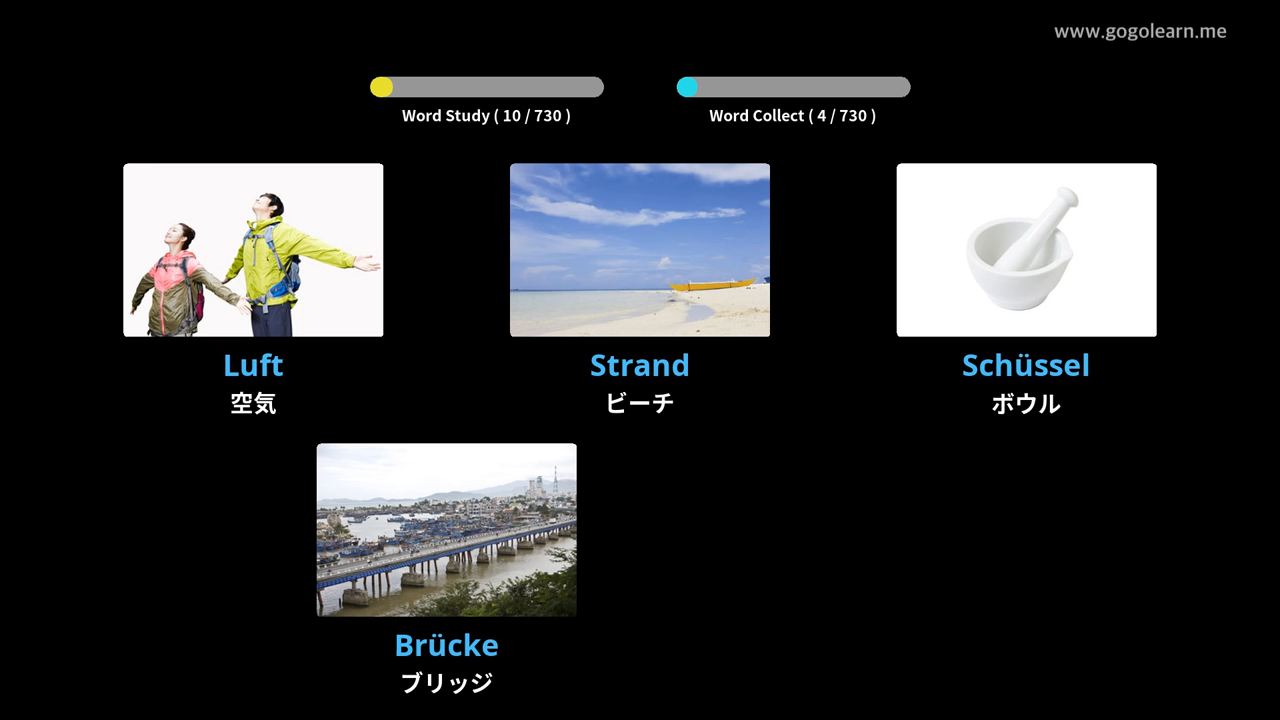 www.gogolearn.me
Word Study ( 10 / 730 )
Word Collect ( 4 / 730 )
Luft
空気
Strand
ビーチ
Schüssel
ボウル
Brücke
ブリッジ